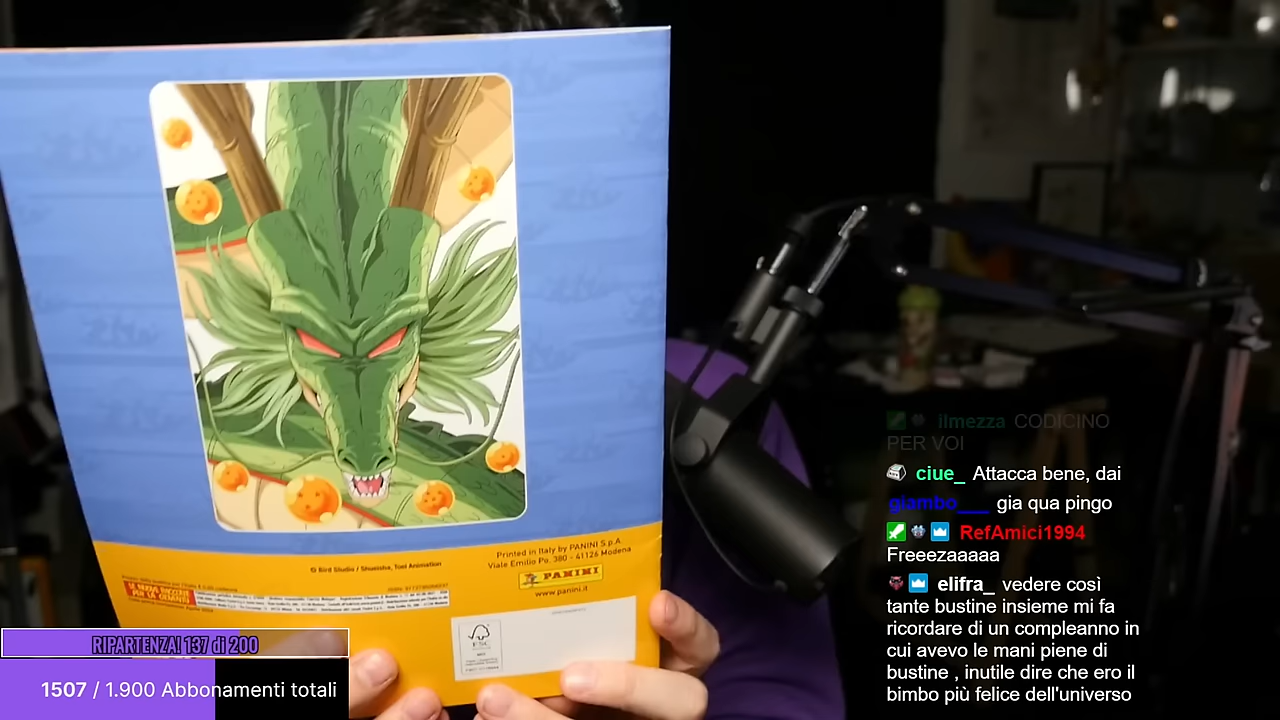 © Bird Studio / Shueisha, Toei Animation
Printed in Italy by PANINI S.p.A.
Viale Emilio Po, 380 - 41126 Modena
PANINI
www.panini.it
FSC
RIPARTENZA! 137 di 200
1507 / 1.900 Abbonamenti totali
ilmezza CODICINO
PER VOI
ciue_ Attacca bene, dai
giambo___ gia qua pingo
RefAmici1994
Freeezaaaaa
elifra_ vedere così
tante bustine insieme mi fa
ricordare di un compleanno in
cui avevo le mani piene di
bustine , inutile dire che ero il
bimbo più felice dell'universo